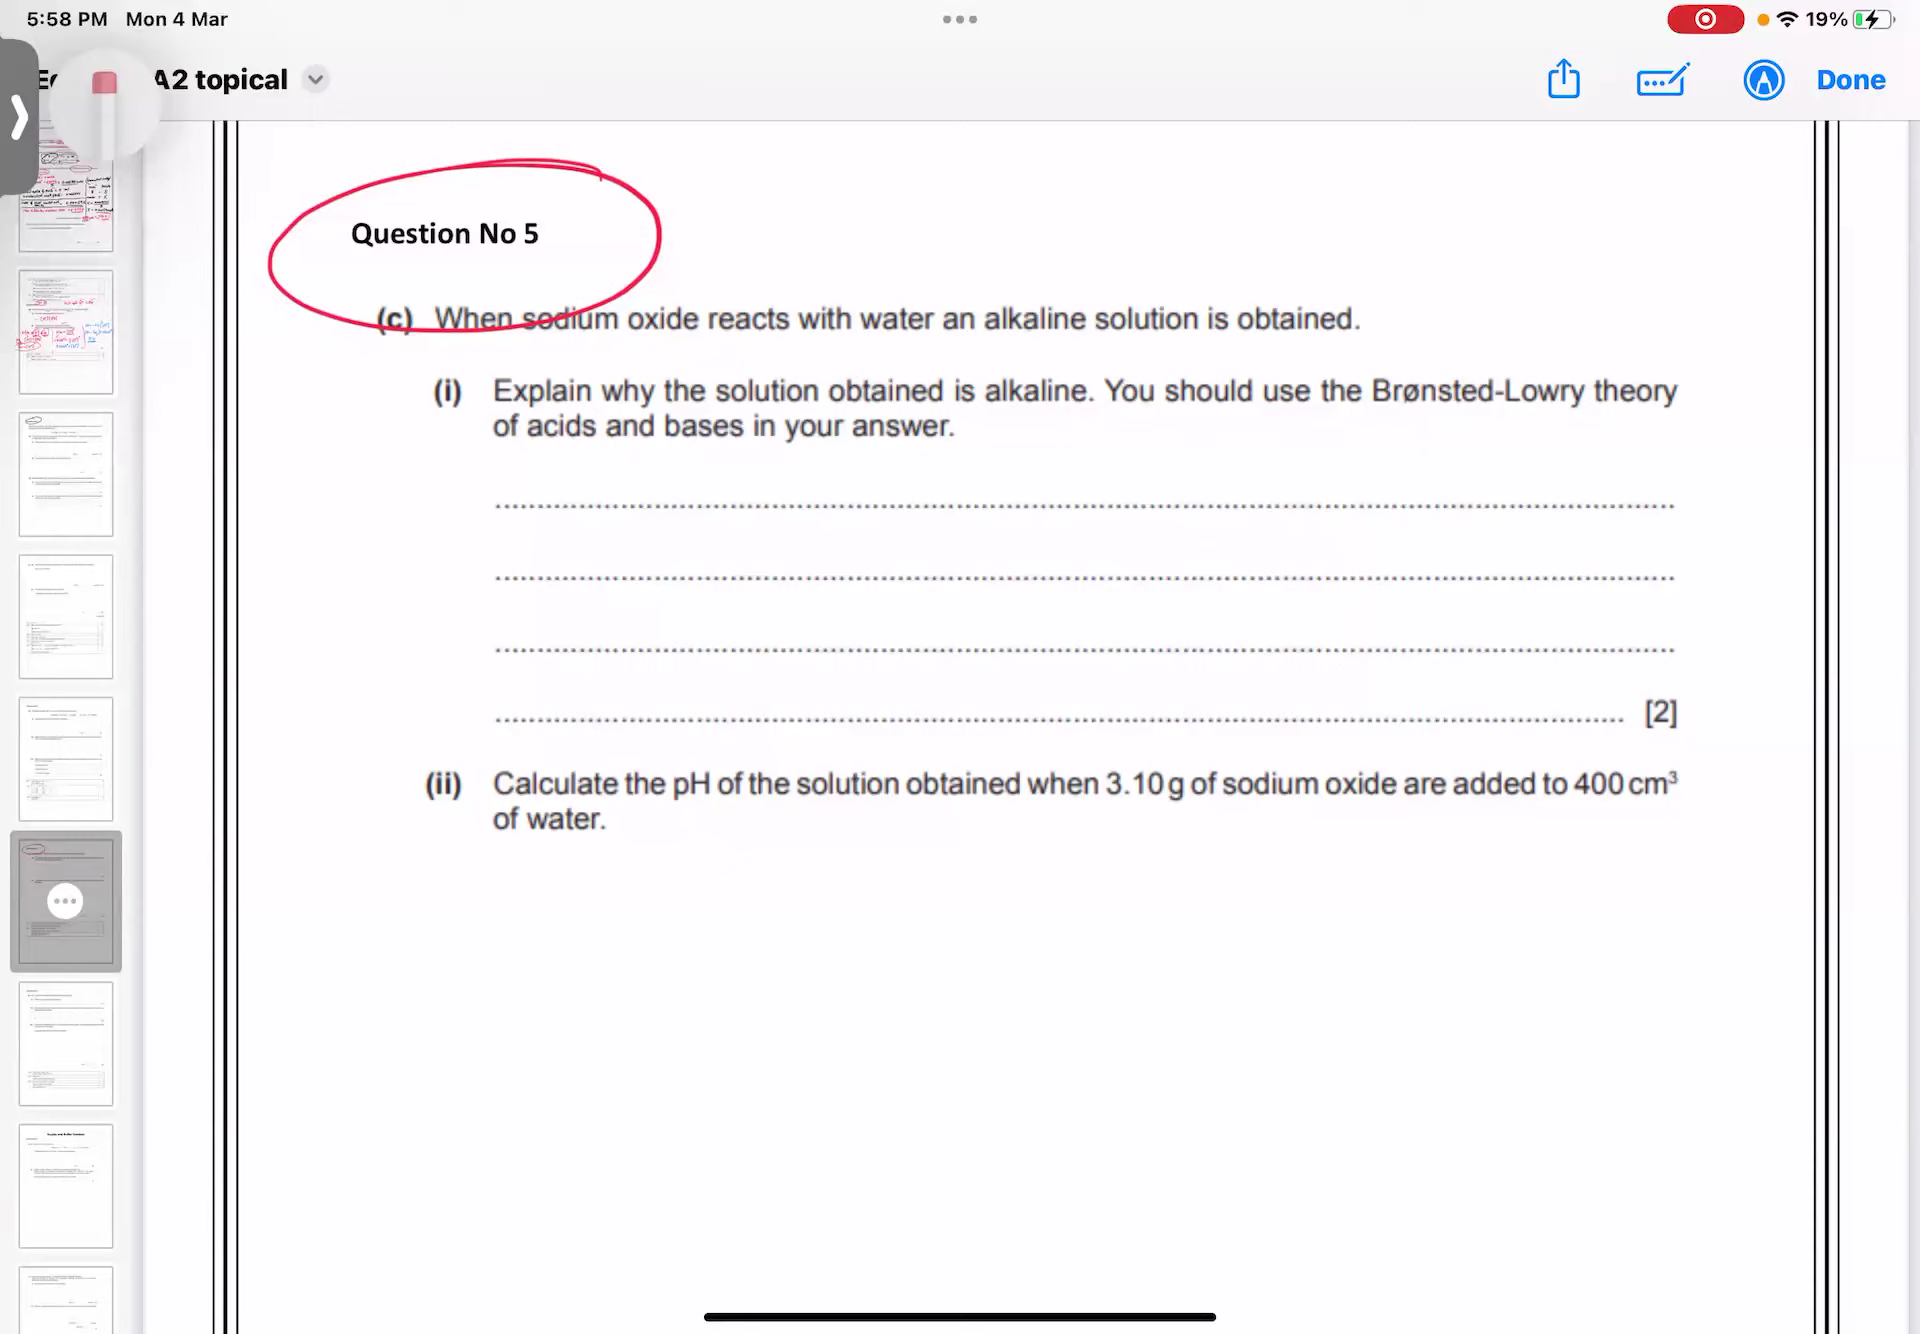 5:58 PM Mon 4 Mar
19%
A2 topical
Done
Question No 5
(c) When sodium oxide reacts with water an alkaline solution is obtained.
(i) Explain why the solution obtained is alkaline. You should use the Brønsted-Lowry theory
of acids and bases in your answer.
[2]
(ii) Calculate the pH of the solution obtained when 3.10 g of sodium oxide are added to 400 cm³
of water.